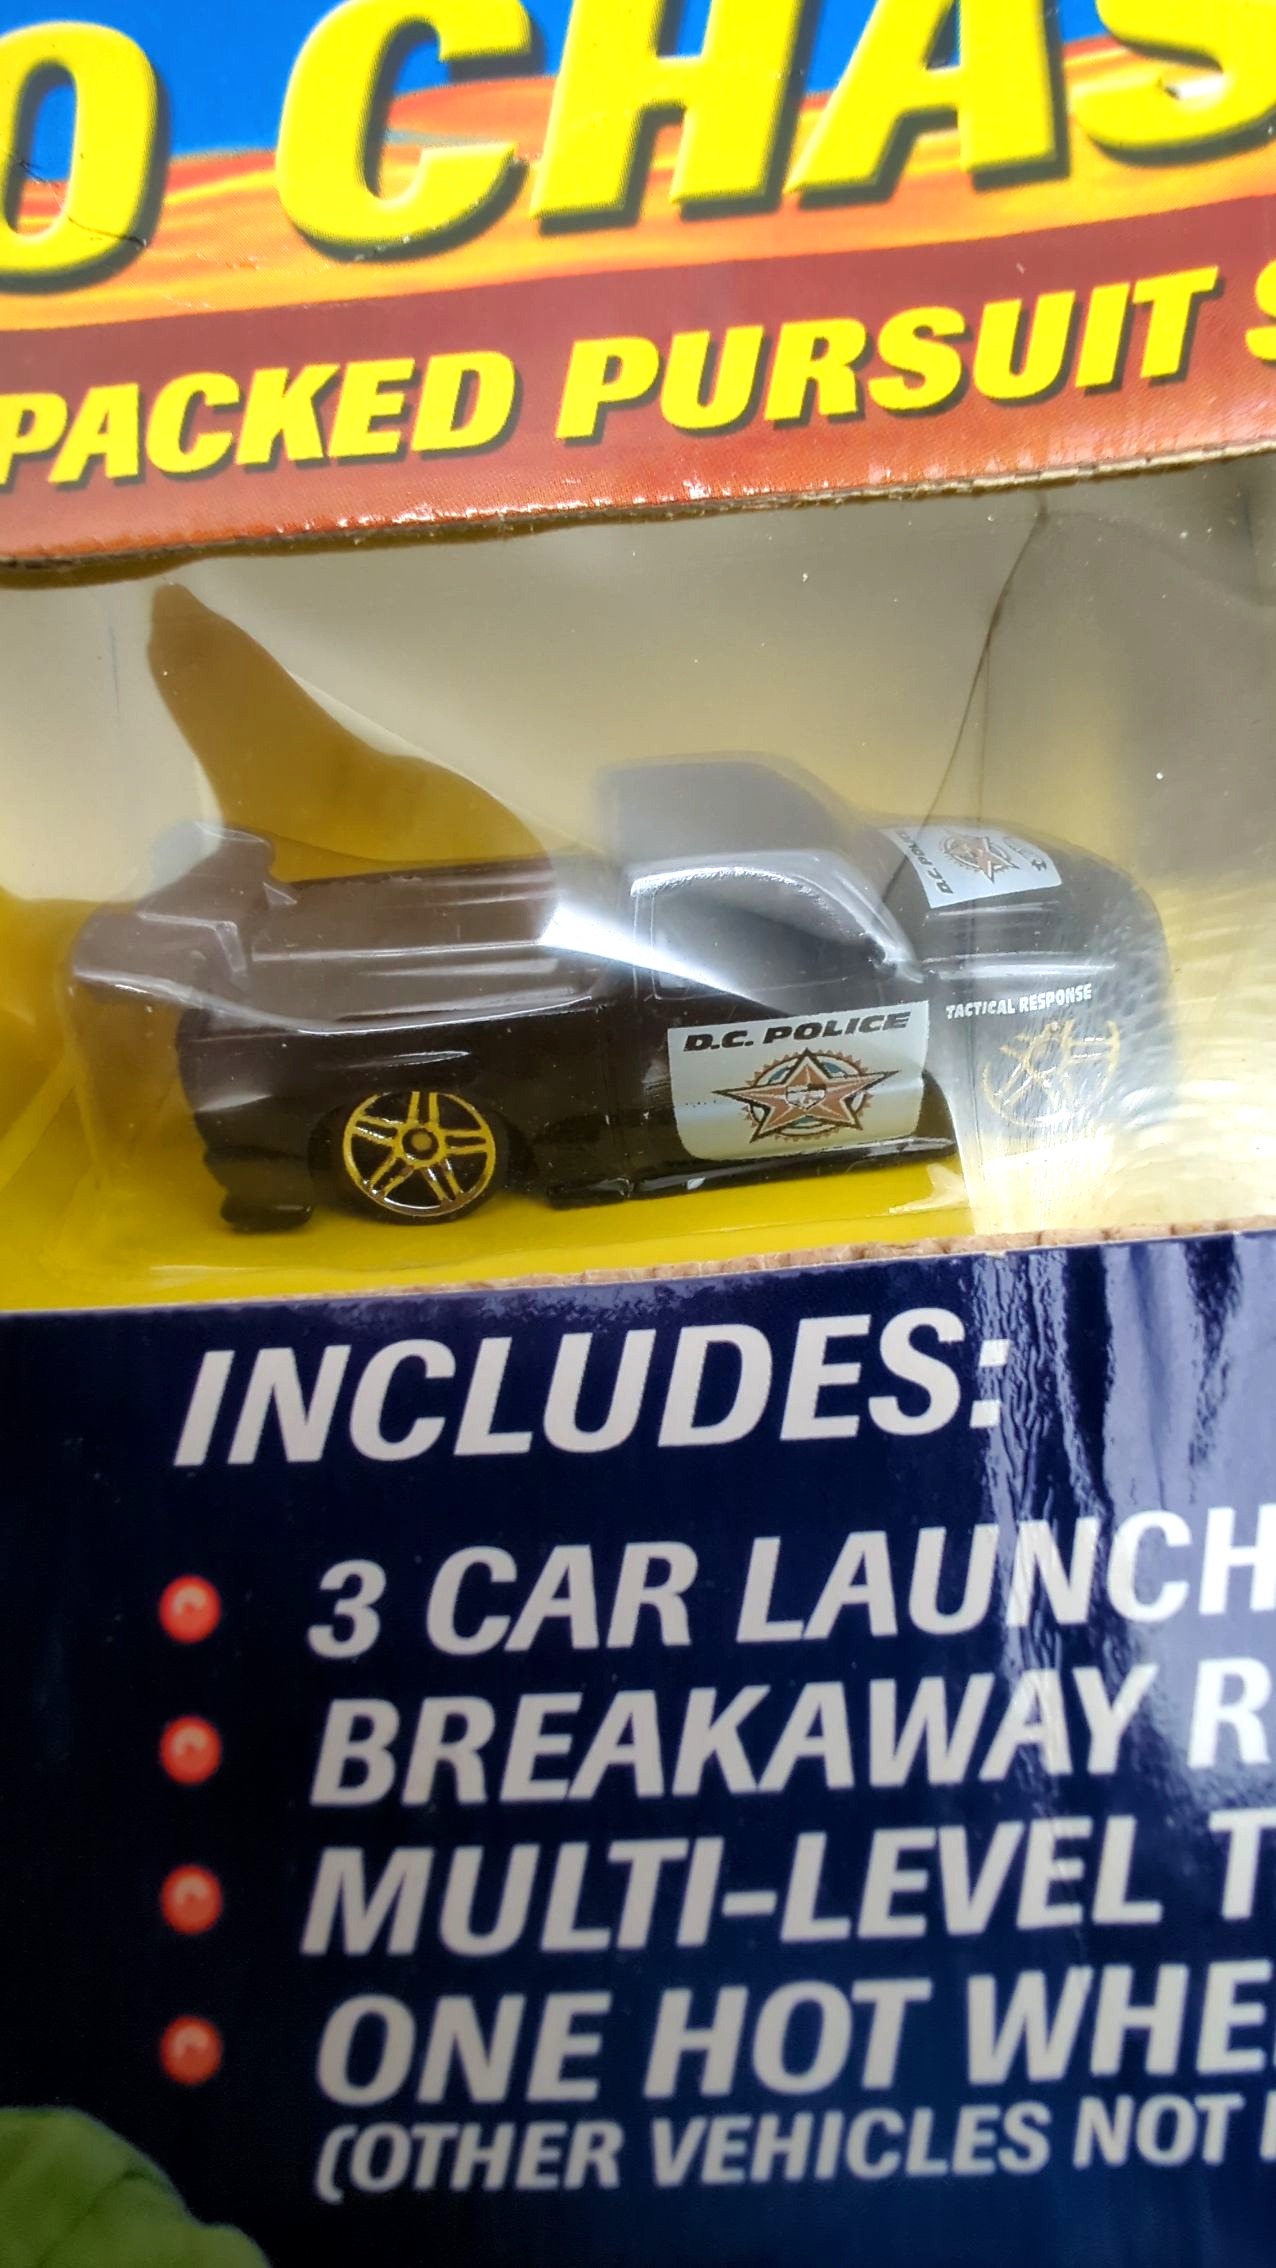 O CHAS
PACKED PURSUIT S
D.C. POLICE
D.C. POLICE
TACTICAL RESPONSE
INCLUDES:
3 CAR LAUNCH
BREAKAWAY R
MULTI-LEVEL T
ONE HOT WHE
(OTHER VEHICLES NOT I